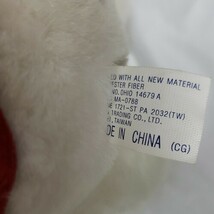 WITH ALL NEW MATERIAL
ESTER FIBER
NO. OHIO 14679 A
MA-0788
1721-ST PA 2032(TW)
TRADING CO.,
TAIWAN
DE IN CHINA (CG)